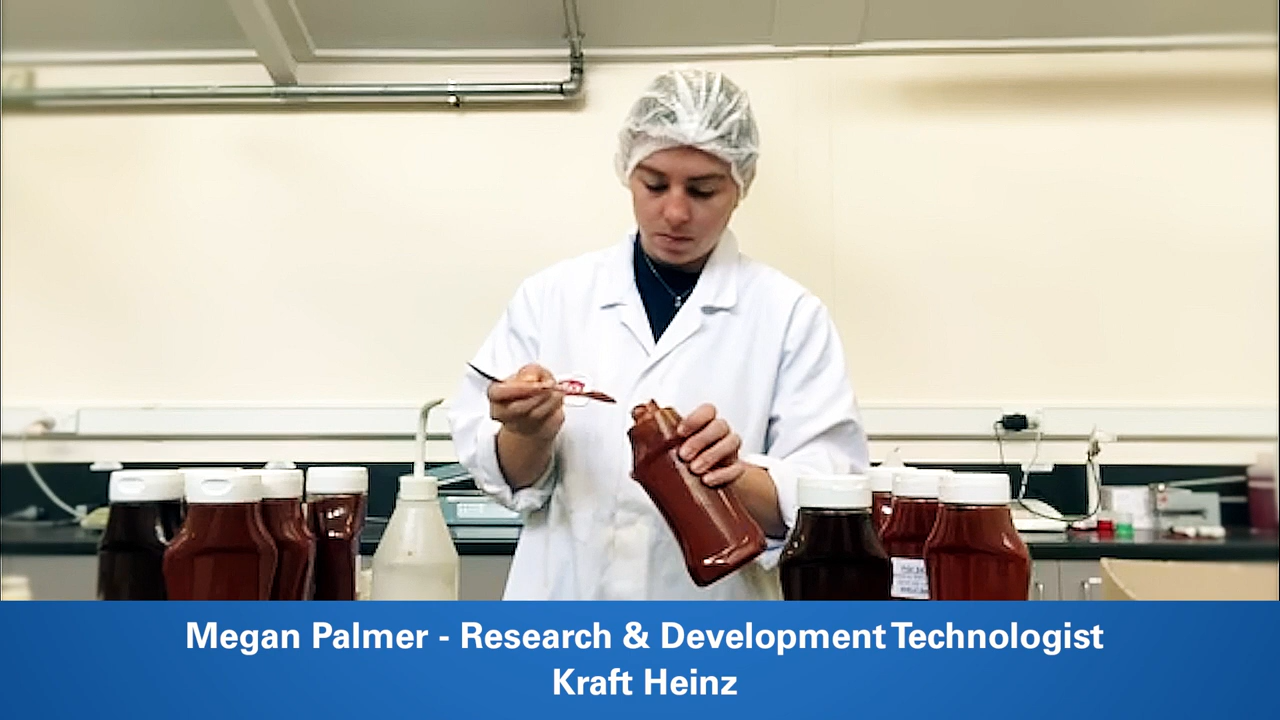 Megan Palmer - Research & Development Technologist
Kraft Heinz